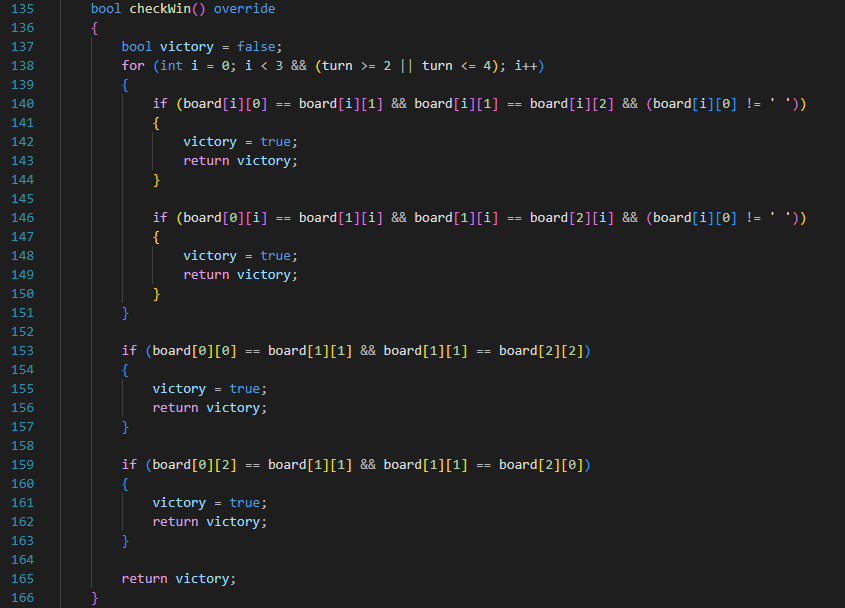 135 bool checkWin() override
136 {
137 bool victory = false;
138 for (int i = 0; i < 3 && (turn >= 2 || turn <= 4); i++)
139 {
140 if (board[i][0] == board[i][1] && board[i][1] == board[i][2] && (board[i][0] != ' '))
141 {
142 victory = true;
143 return victory;
144 }
145
146 if (board[0][i] == board[1][i] && board[1][i] == board[2][i] && (board[i][0] != ' '))
147 {
148 victory = true;
149 return victory;
150 }
151 }
152
153 if (board[0][0] == board[1][1] && board[1][1] == board[2][2])
154 {
155 victory = true;
156 return victory;
157 }
158
159 if (board[0][2] == board[1][1] && board[1][1] == board[2][0])
160 {
161 victory = true;
162 return victory;
163 }
164
165 return victory;
166 }